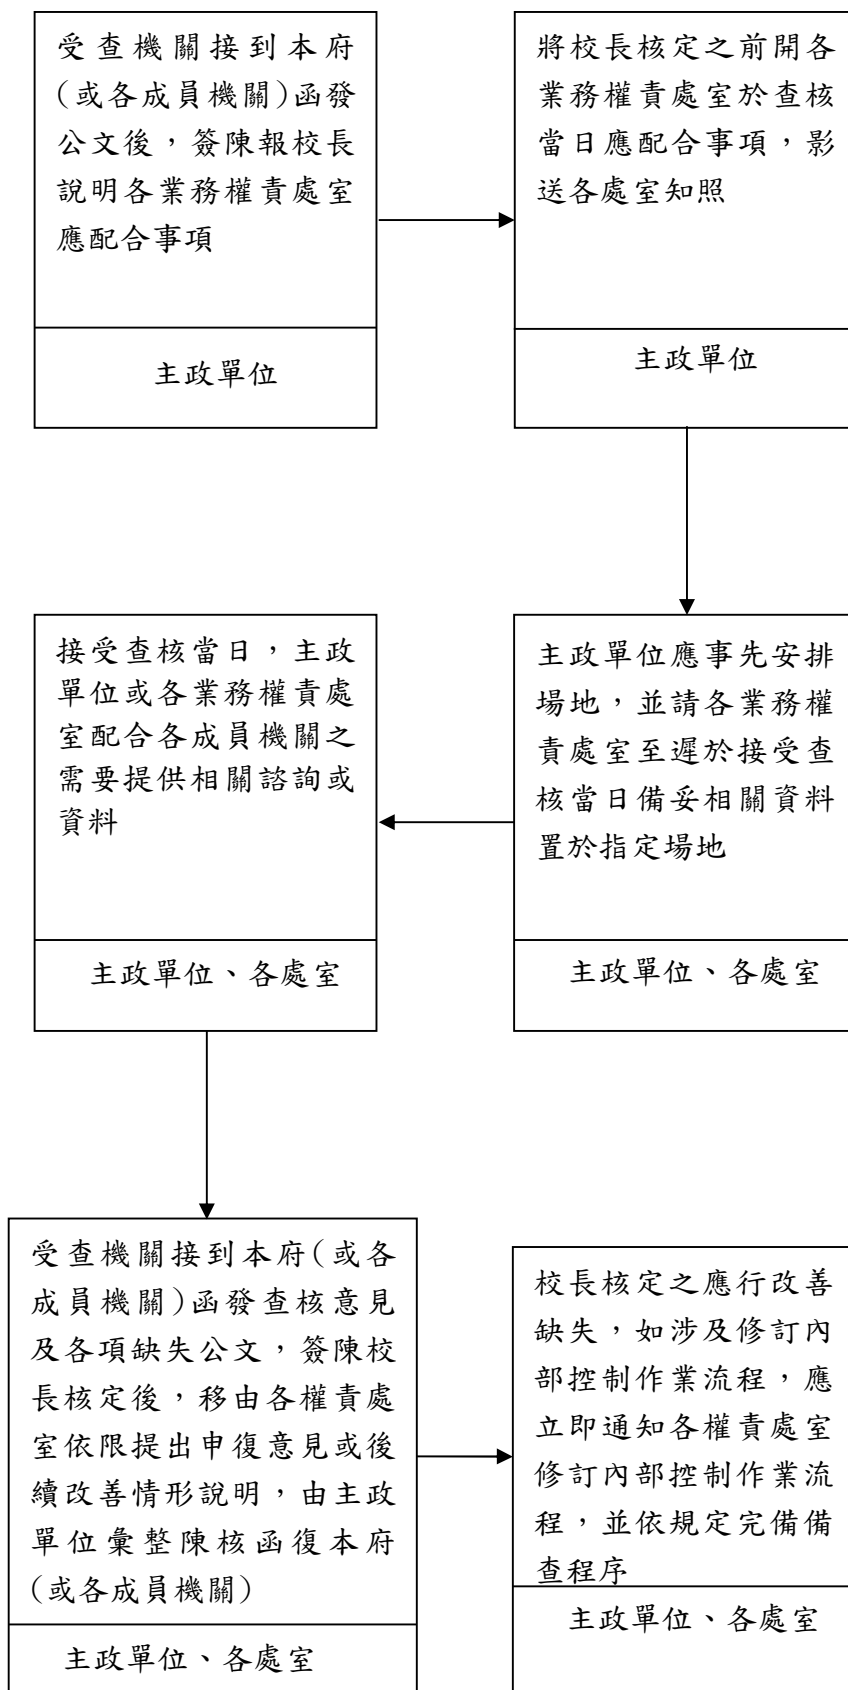 受查機關接到本府
(或各成員機關)函發
公文後，簽陳報校長
說明各業務權責處室
應配合事項
主政單位
將校長核定之前開各
業務權責處室於查核
當日應配合事項，影
送各處室知照
主政單位
主政單位應事先安排
場地，並請各業務權
責處室至遲於接受查
核當日備妥相關資料
置於指定場地
主政單位、各處室
接受查核當日，主政
單位或各業務權責處
室配合各成員機關之
需要提供相關諮詢或
資料
主政單位、各處室
受查機關接到本府(或各
成員機關)函發查核意見
及各項缺失公文，簽陳校
長核定後，移由各權責處
室依限提出申復意見或後
續改善情形說明，由主政
單位彙整陳核函復本府
(或各成員機關)
主政單位、各處室
校長核定之應行改善
缺失，如涉及修訂內
部控制作業流程，應
立即通知各權責處室
修訂內部控制作業流
程，並依規定完備備
查程序
主政單位、各處室